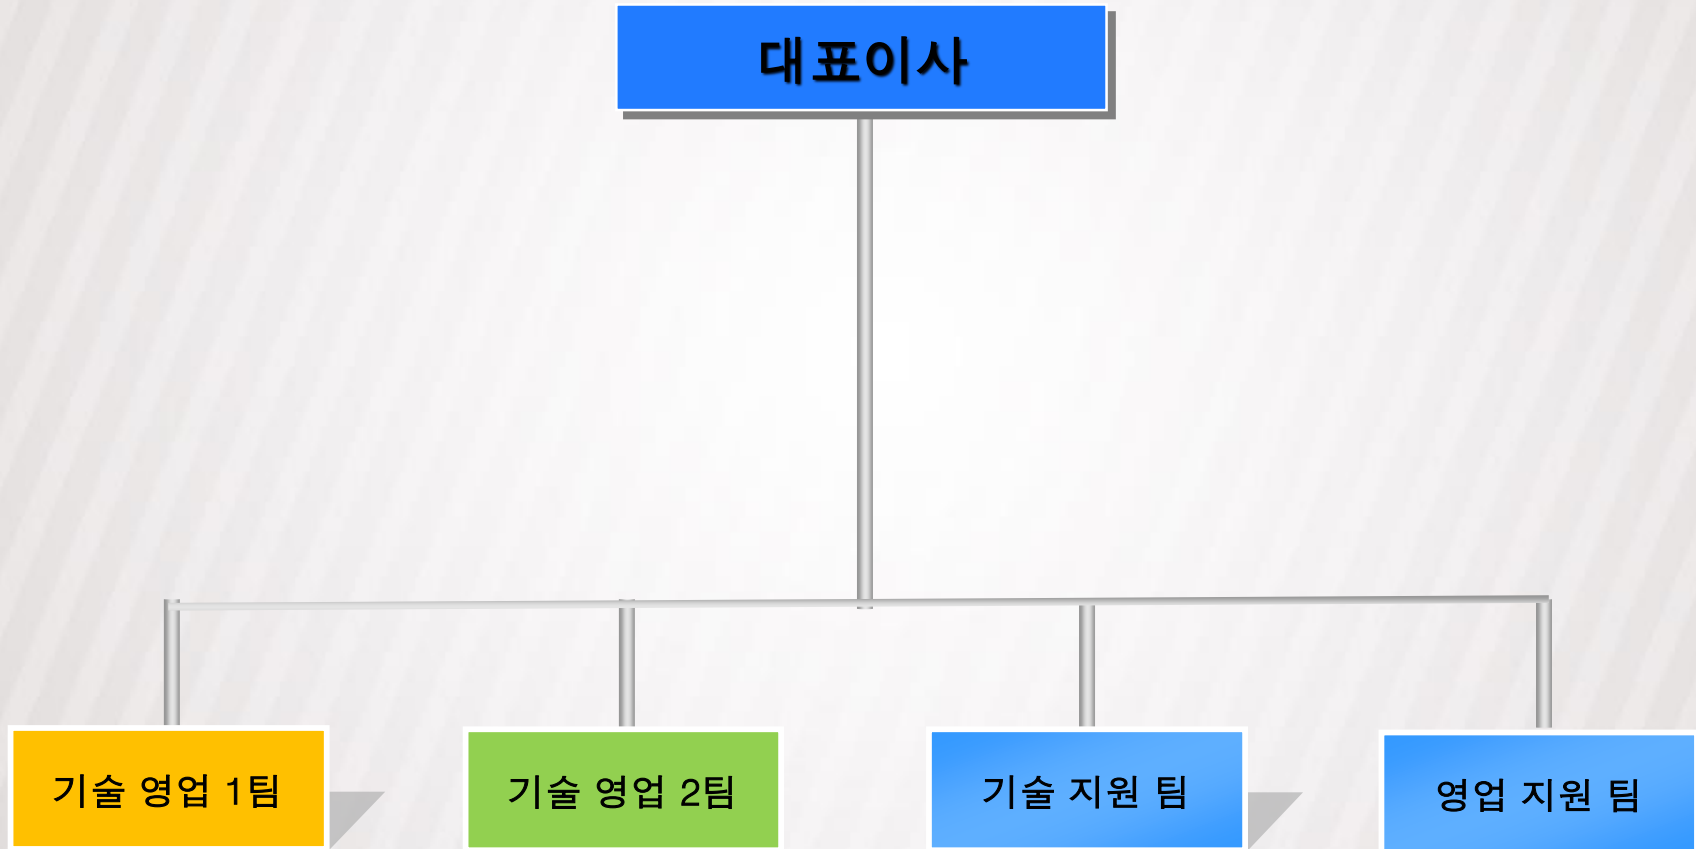 대표이사
기술 영업 1팀
기술 영업 2팀
기술 지원 팀
영업 지원 팀